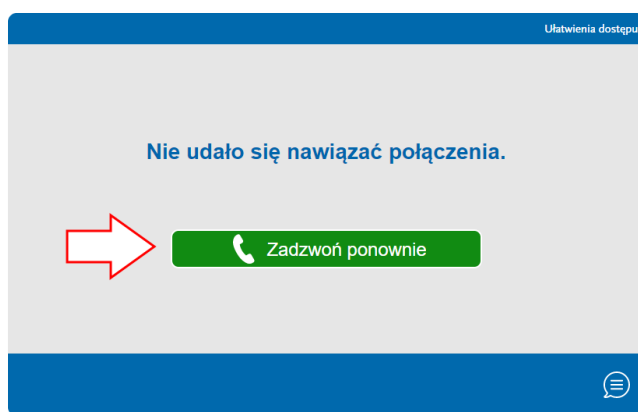 Ułatwienia dostępu
Nie udało się nawiązać połączenia.
Zadzwoń ponownie